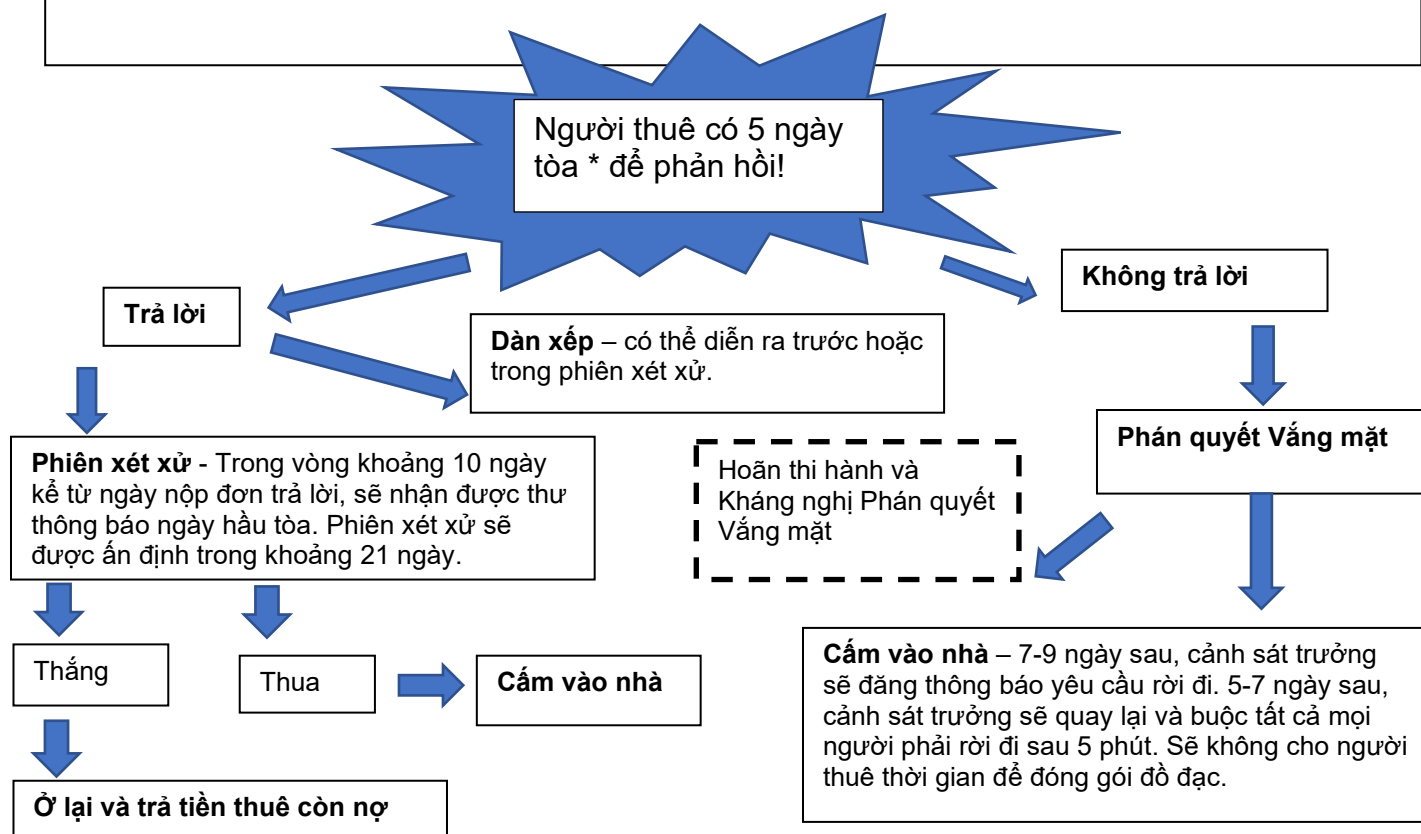 Người thuê có 5 ngày
tòa * để phản hồi!
Trả lời
Không trả lời
Dàn xếp – có thể diễn ra trước hoặc
trong phiên xét xử.
Phán quyết Vắng mặt
Phiên xét xử - Trong vòng khoảng 10 ngày
kể từ ngày nộp đơn trả lời, sẽ nhận được thư
thông báo ngày hầu tòa. Phiên xét xử sẽ
được ấn định trong khoảng 21 ngày.
Hoãn thi hành và
Kháng nghị Phán quyết
Vắng mặt
Thắng
Thua
Cấm vào nhà
Cấm vào nhà – 7-9 ngày sau, cảnh sát trưởng
sẽ đăng thông báo yêu cầu rời đi. 5-7 ngày sau,
cảnh sát trưởng sẽ quay lại và buộc tất cả mọi
người phải rời đi sau 5 phút. Sẽ không cho người
thuê thời gian để đóng gói đồ đạc.
Ở lại và trả tiền thuê còn nợ